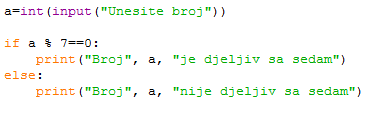 a=int(input("Unesite broj"))
if a % 7==0:
    print("Broj", a, "je djeljiv sa sedam")
else:
    print("Broj", a, "nije djeljiv sa sedam")